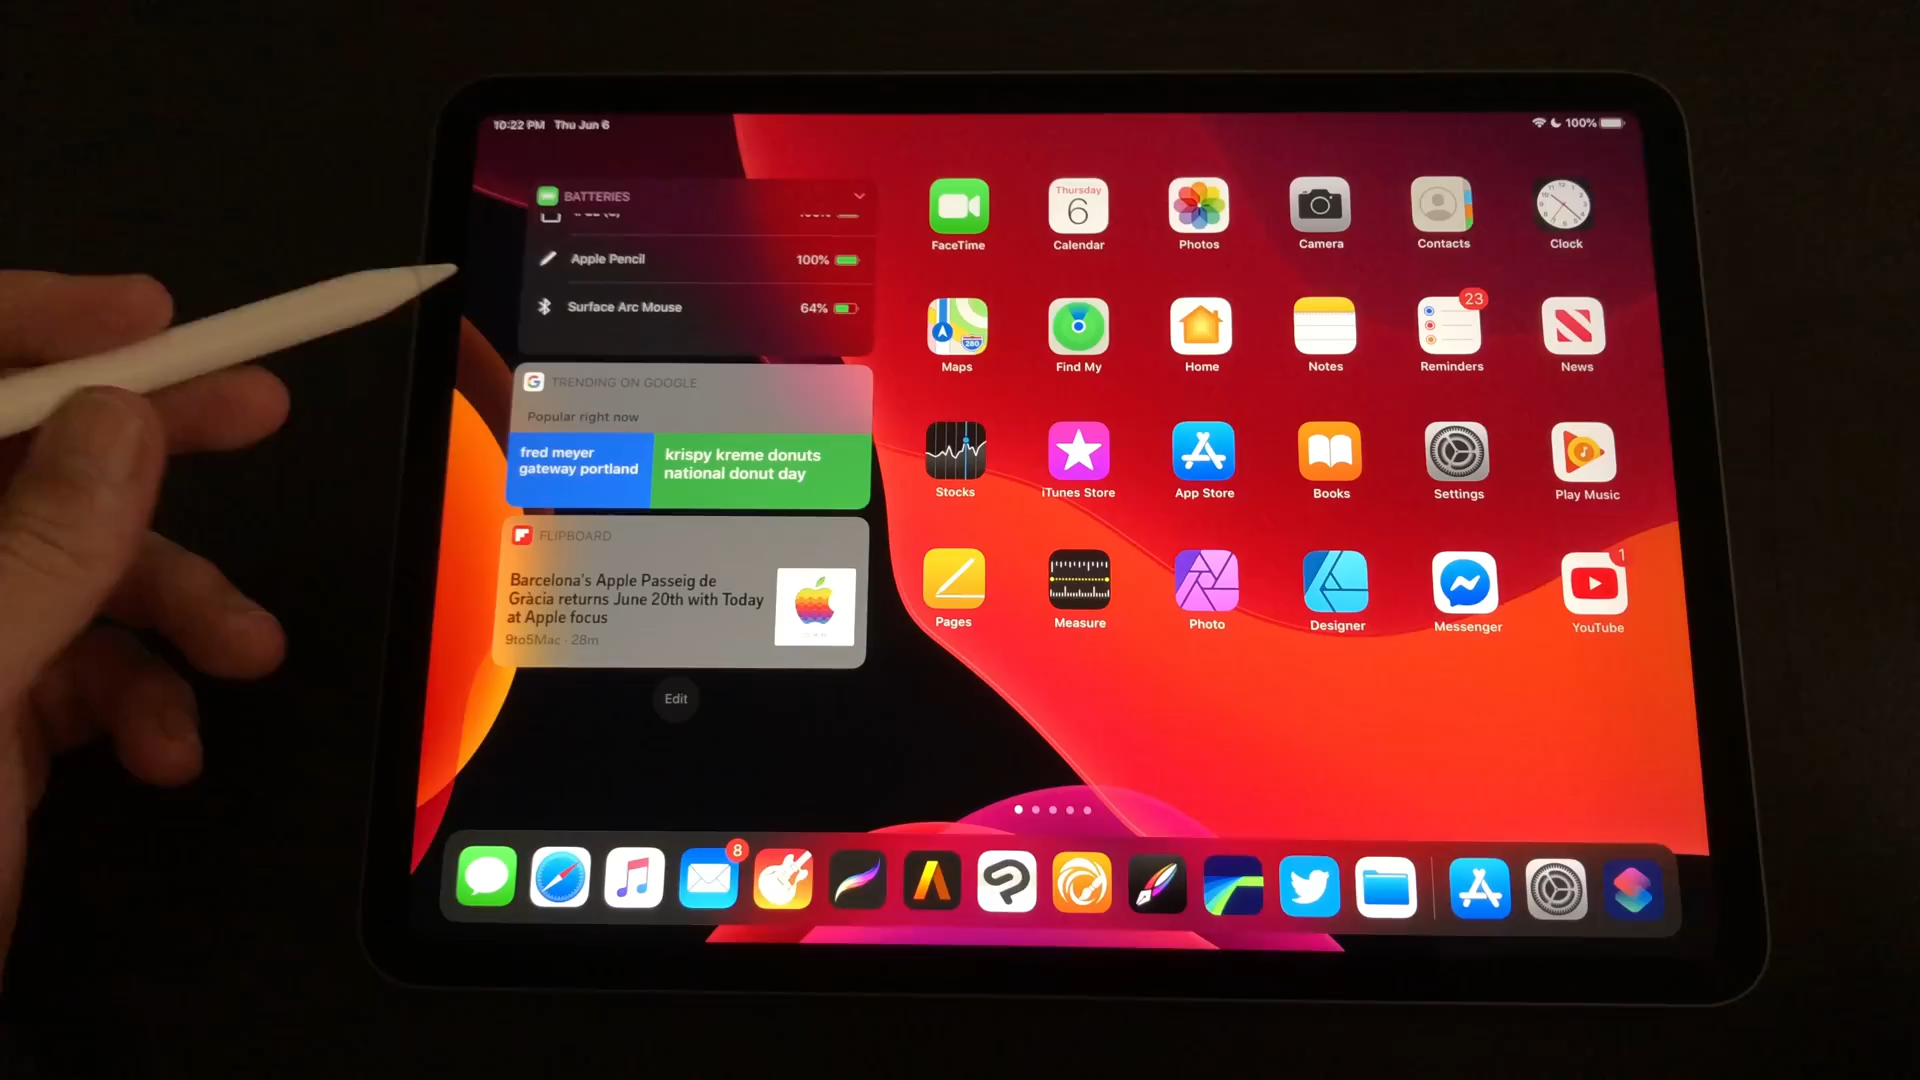 10:22 PM Thu Jun 6
100%
BATTERIES
Apple Pencil 100%
Surface Arc Mouse 64%
TRENDING ON GOOGLE
Popular right now
fred meyer
gateway portland
krispy kreme donuts
national donut day
FLIPBOARD
Barcelona's Apple Passeig de
Gràcia returns June 20th with Today
at Apple focus
9to5Mac · 28m
Edit
Thursday
6
FaceTime Calendar Photos Camera Contacts Clock
280
23
Maps Find My Home Notes Reminders News
Stocks iTunes Store App Store Books Settings Play Music
1
Pages Measure Photo Designer Messenger YouTube
8